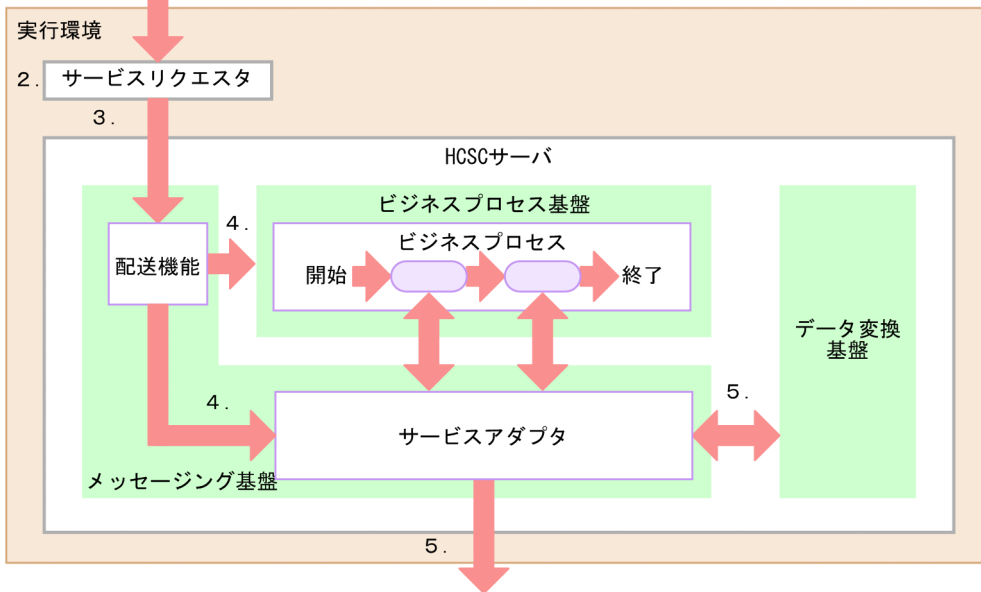 実行環境
2.
サービスリクエスタ
3.
HCSCサーバ
ビジネスプロセス基盤
4.
ビジネスプロセス
配送機能
開始
終了
データ変換
基盤
4.
5.
サービスアダプタ
メッセージング基盤
5.